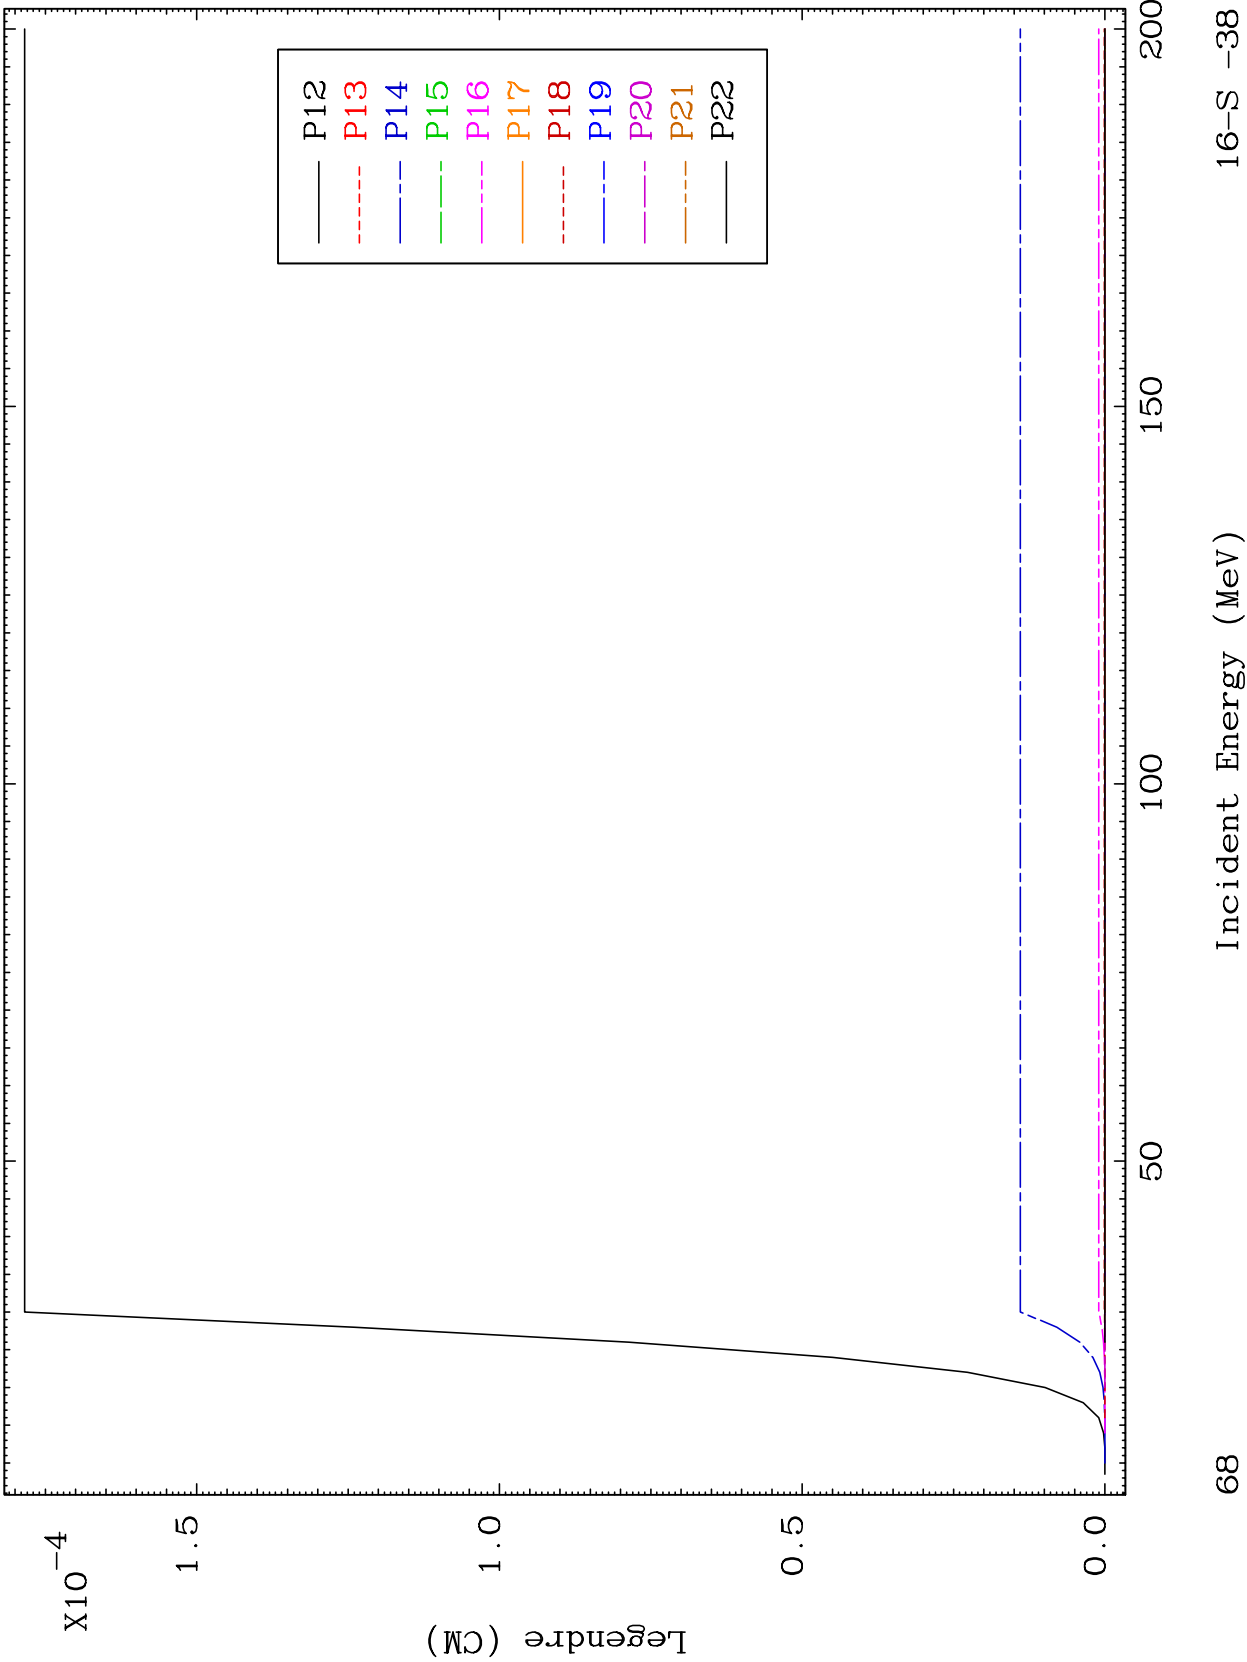 X10-4
1.5
1.0
0.5
0.0
Legendre (CM)
P12
P13
P14
P15
P16
P17
P18
P19
P20
P21
P22
50
100
150
200
68
Incident Energy (MeV)
16-S -38